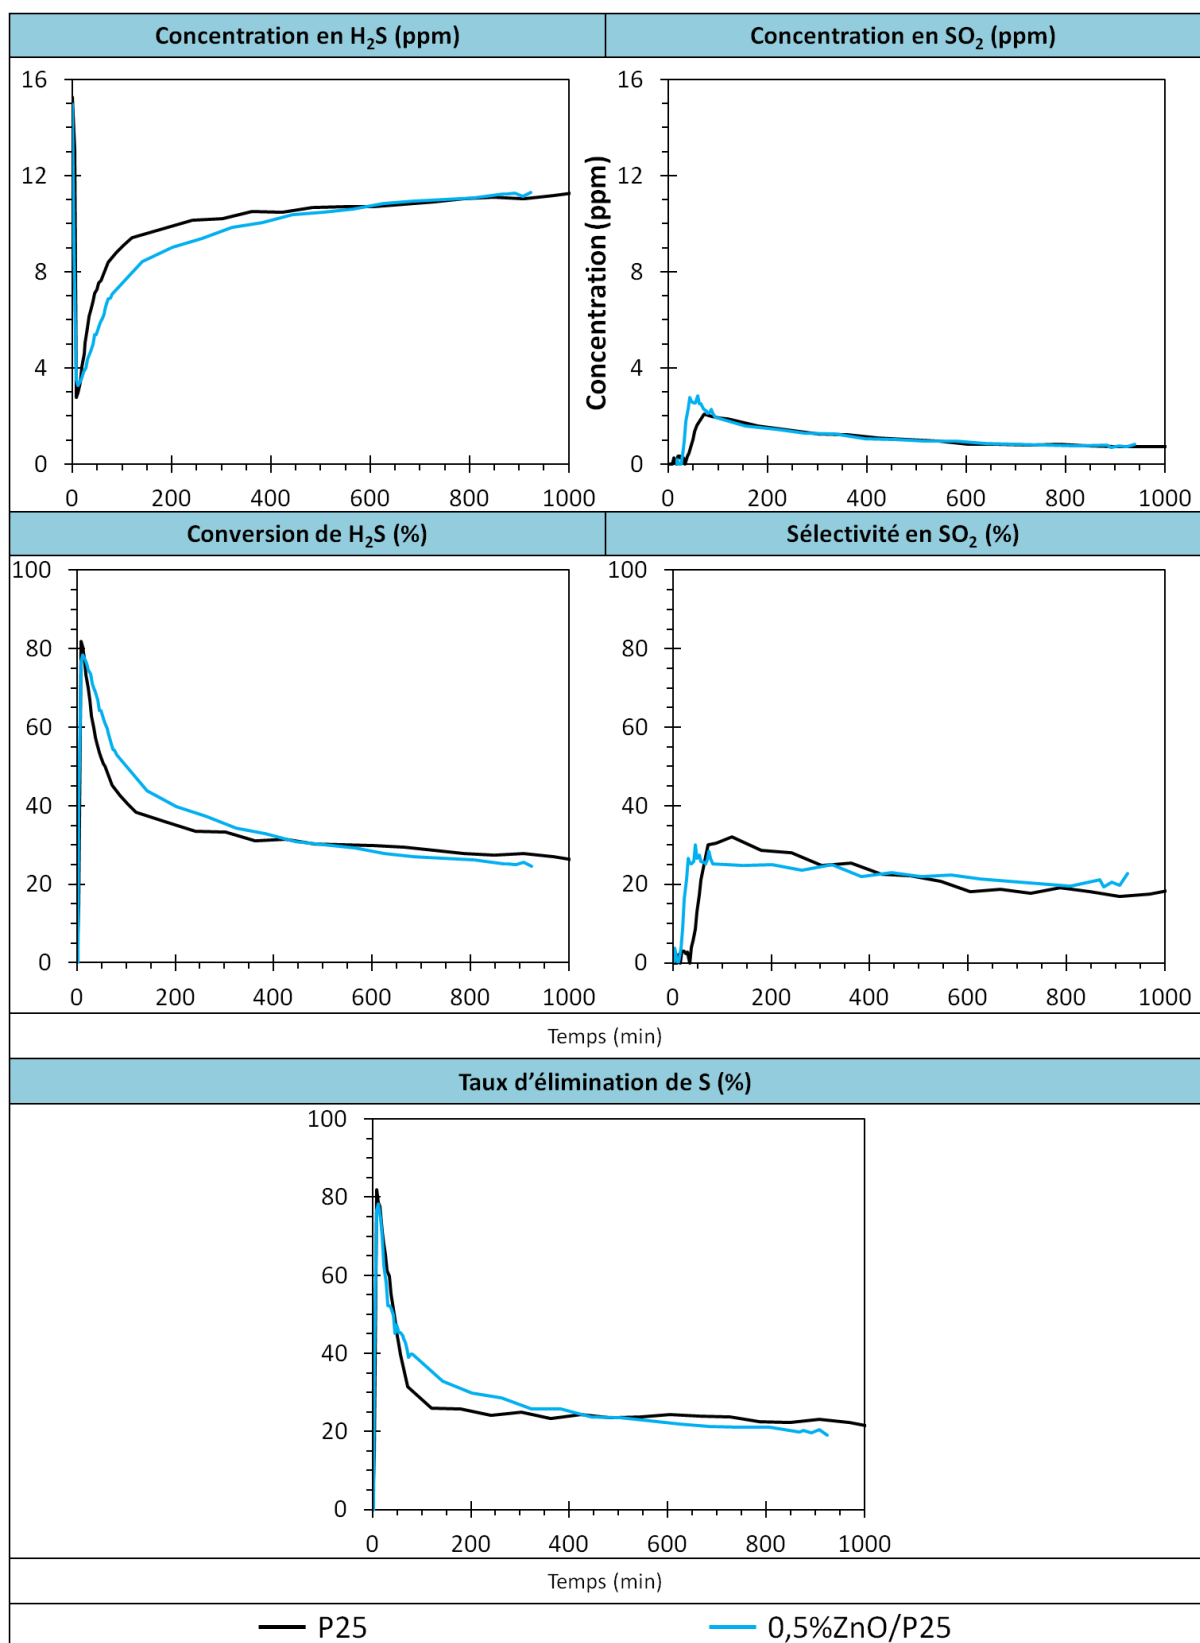 Concentration en H₂S (ppm)
Concentration en SO₂ (ppm)
16
12
8
4
0
0 200 400 600 800 1000
Concentration (ppm)
16
12
8
4
0
0 200 400 600 800 1000
Conversion de H₂S (%)
Sélectivité en SO₂ (%)
100
80
60
40
20
0
0 200 400 600 800 1000
100
80
60
40
20
0
0 200 400 600 800 1000
Temps (min)
Taux d’élimination de S (%)
100
80
60
40
20
0
0 200 400 600 800 1000
Temps (min)
P25
0,5%ZnO/P25